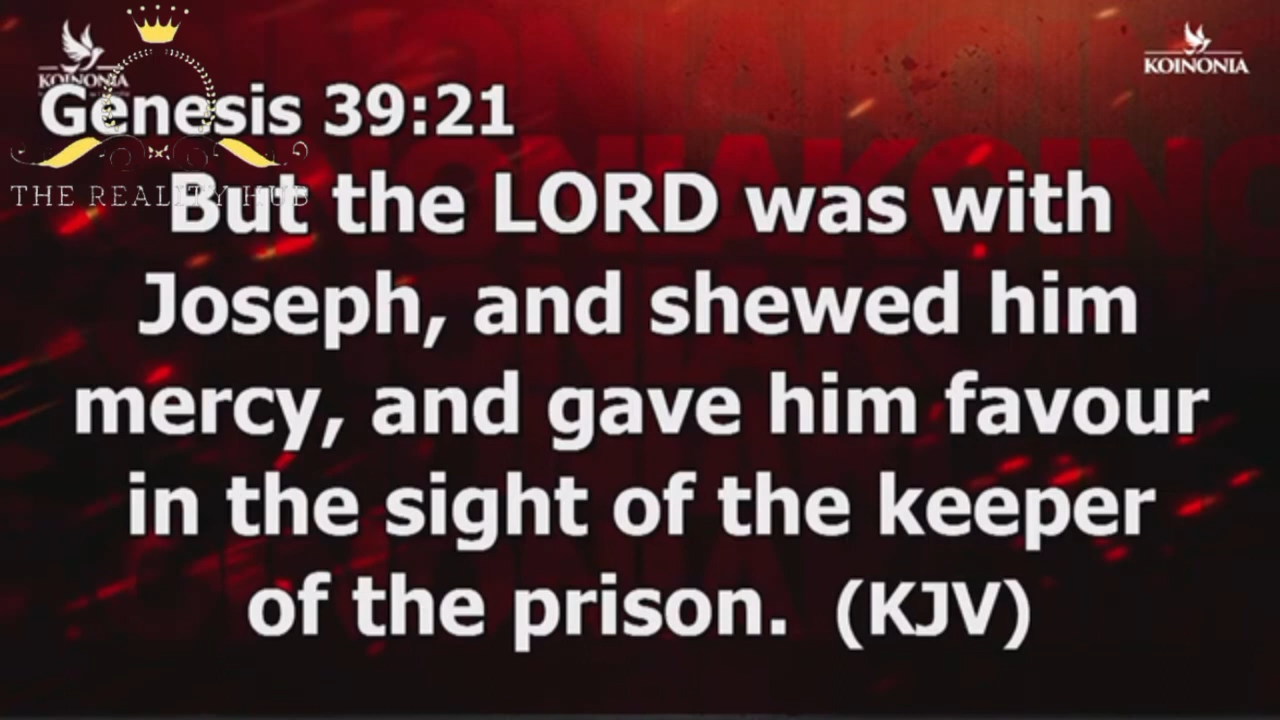 KOINONIA
KOINONIA
Genesis 39:21
THE REALITY HUB
But the LORD was with
Joseph, and shewed him
mercy, and gave him favour
in the sight of the keeper
of the prison. (KJV)